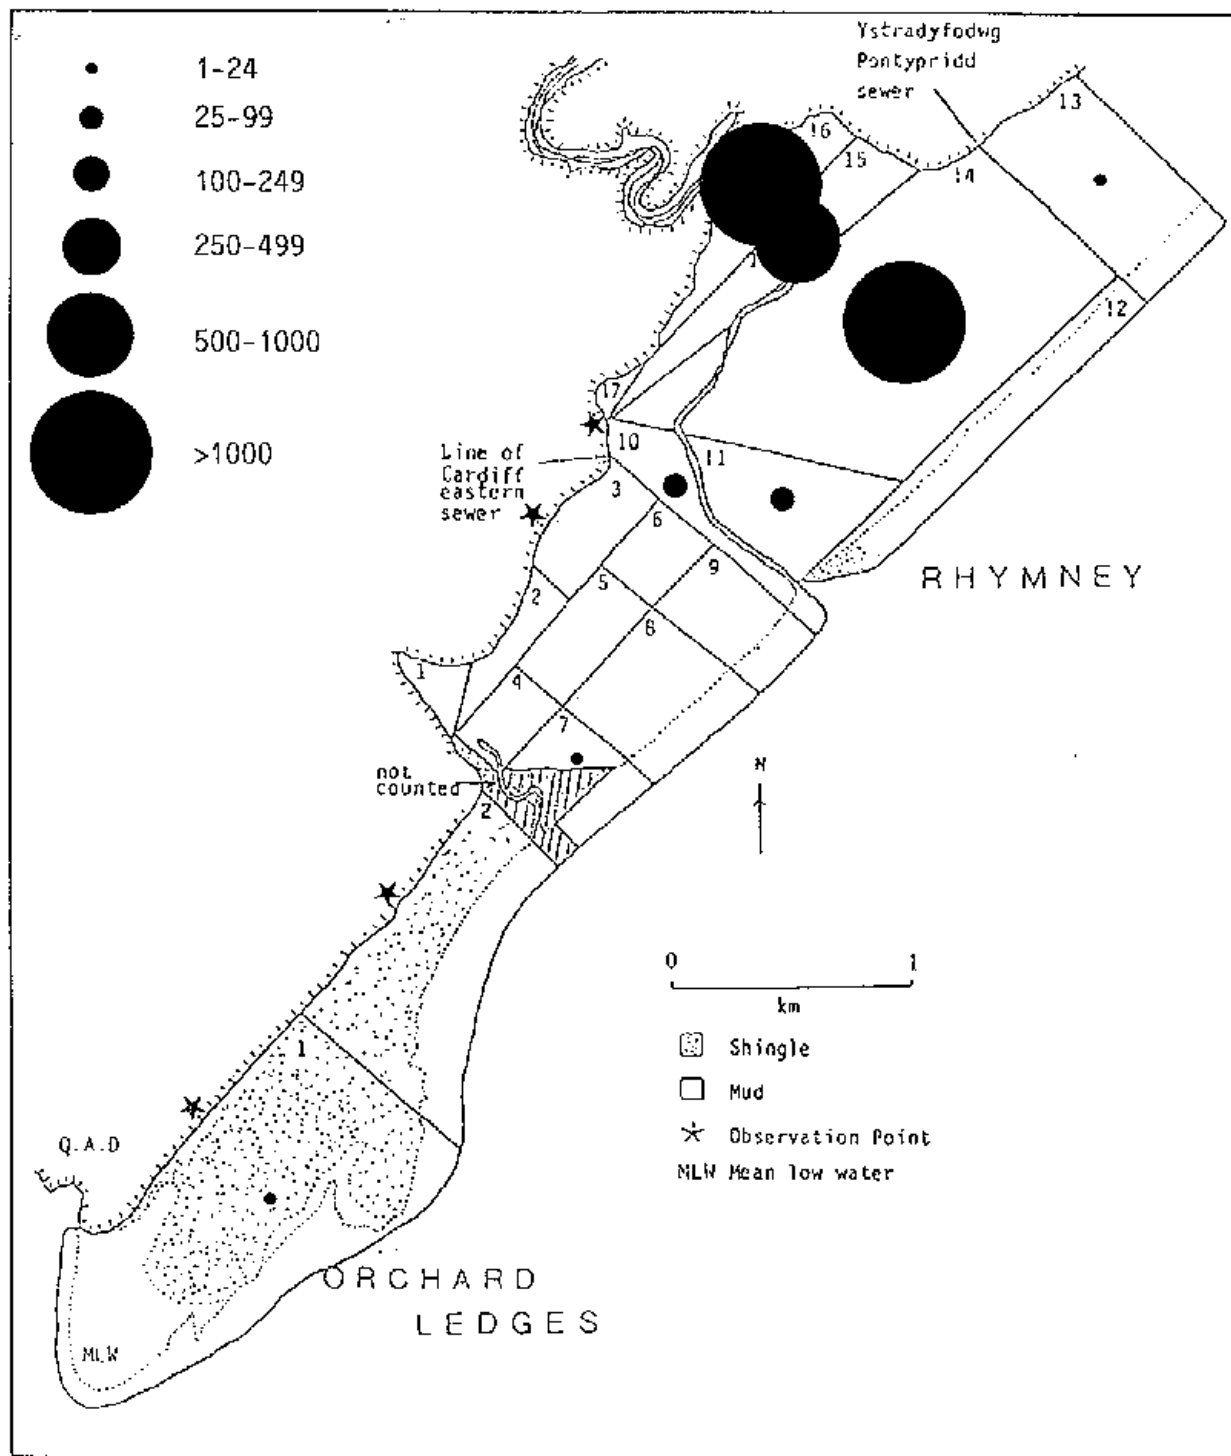 1-24
25-99
100-249
250-499
500-1000
>1000
Ystradyfodwg
Pontypridd
sewer
13
16
15
14
12
17
10
11
Line of
Cardiff
eastern
sewer
3
6
9
5
2
8
1
4
7
not
counted
2
RHYMNEY
N
0 1
km
Shingle
Mud
Observation Point
MLW Mean low water
1
Q.A.D
MLW
ORCHARD
LEDGES